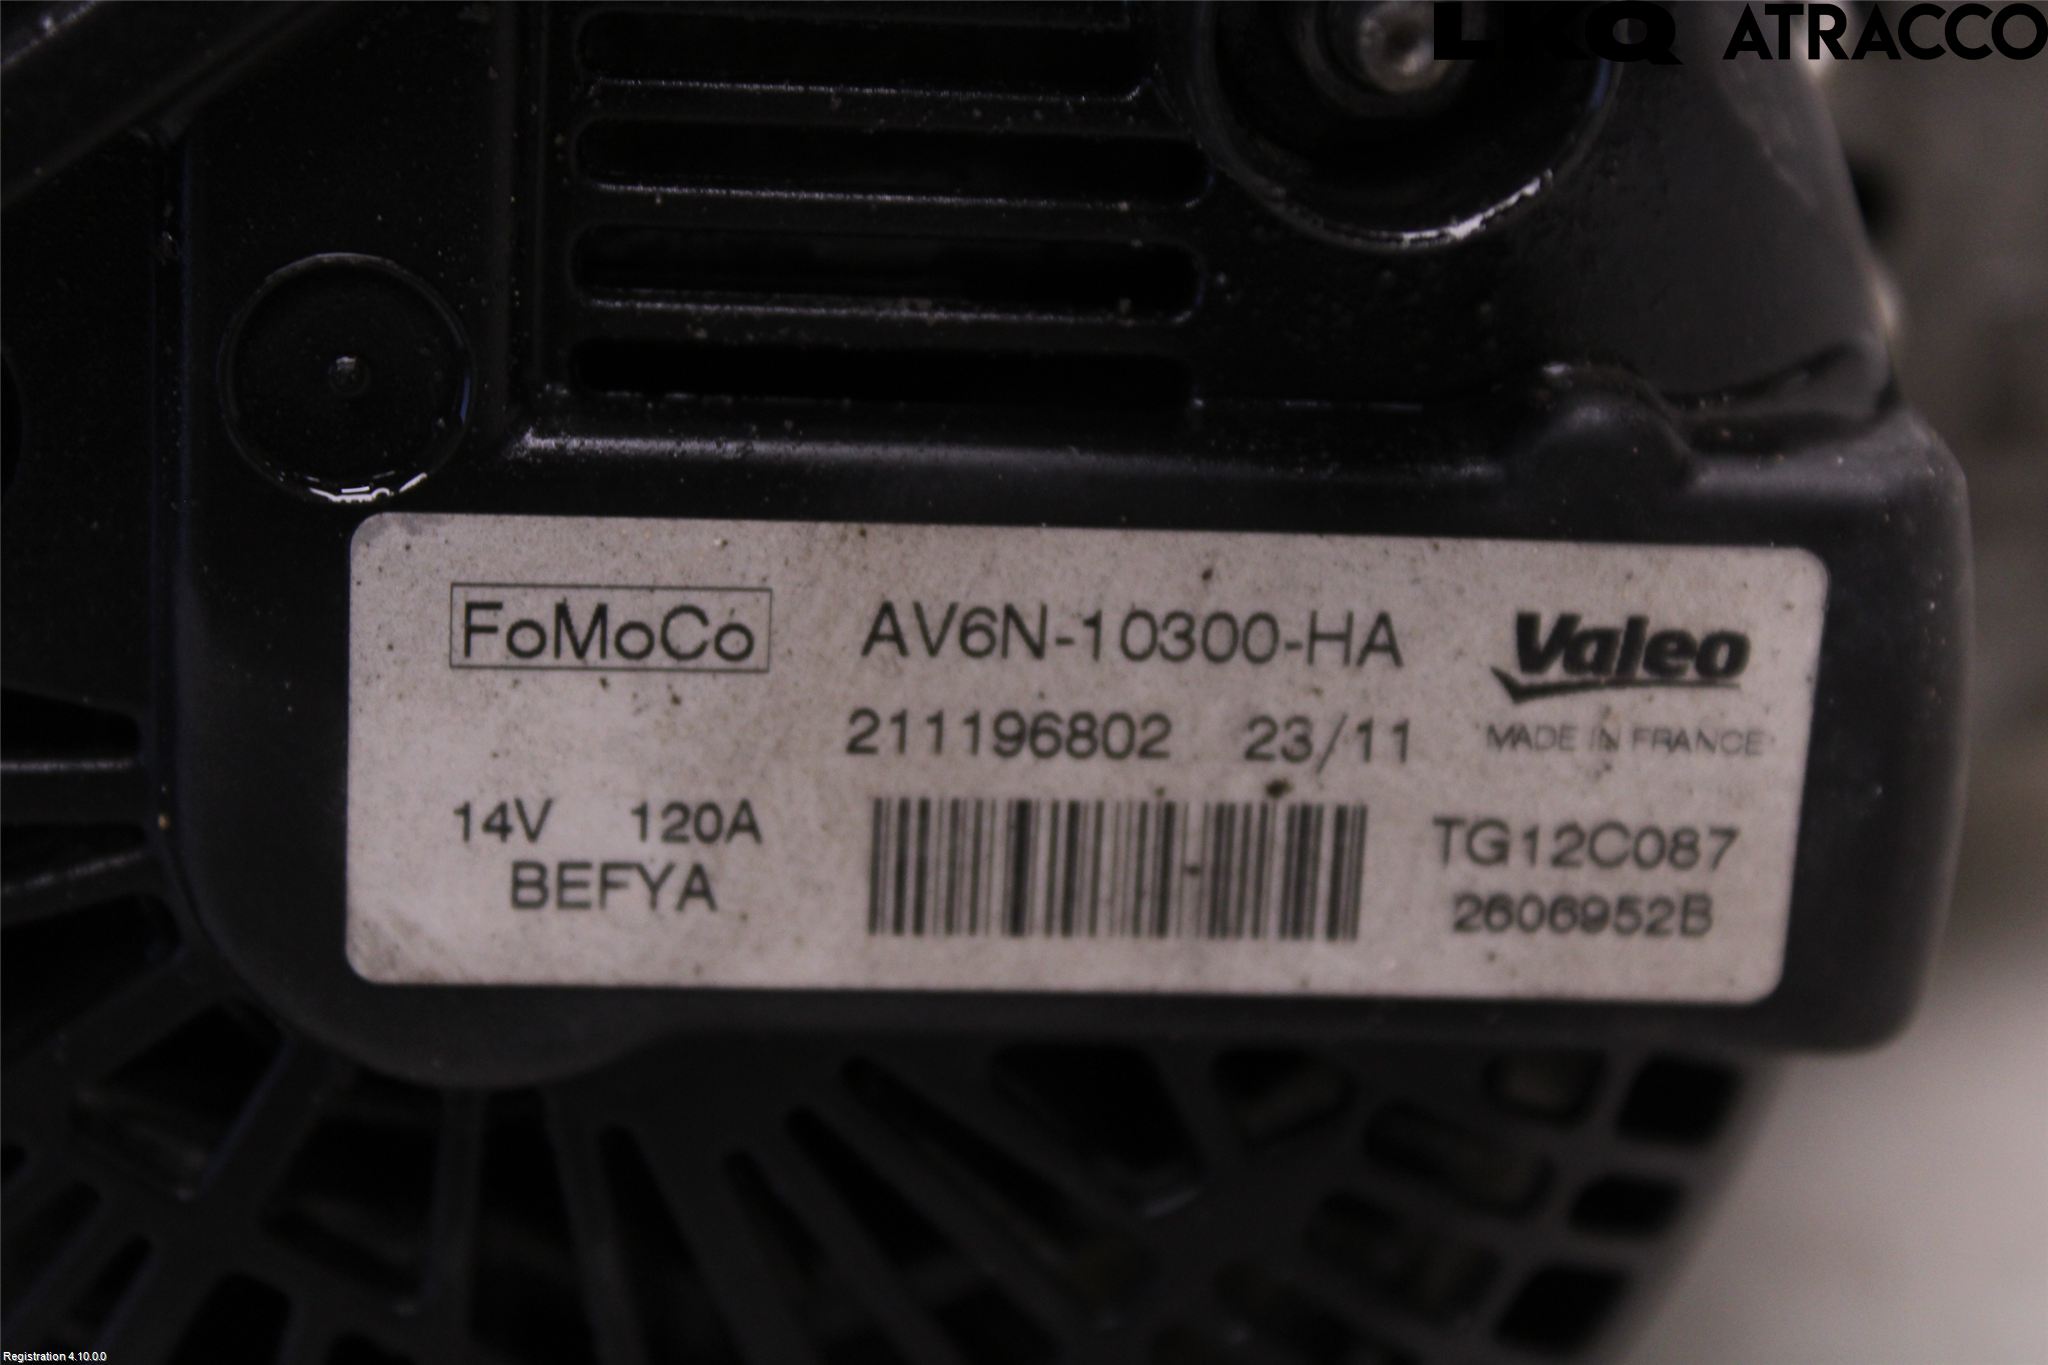 LKQ ATRACCO
FoMoCo
AV6N-10300-HA
Valeo
211196802 23/11
MADE IN FRANCE
14V 120A
TG12C087
BEFYA
2606952B
Registration 4.10.0.0